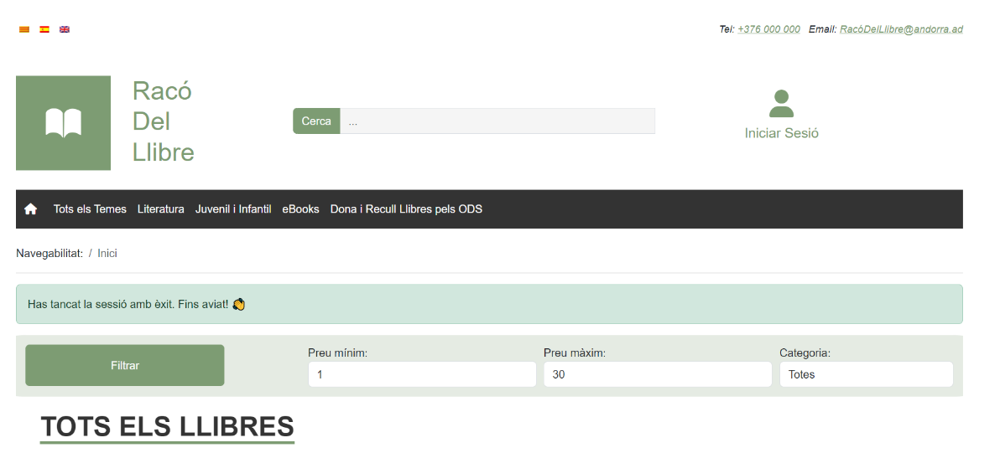 Tel: +376 000 000 Email: RacóDelLlibre@andorra.ad
Racó
Del
Llibre
Cerca ...
Iniciar Sesió
Tots els Temes Literatura Juvenil i Infantil eBooks Dona i Recull Llibres pels ODS
Navegabilitat: / Inici
Has tancat la sessió amb èxit. Fins aviat! 👏
Filtrar
Preu mínim:
1
Preu màxim:
30
Categoria:
Totes
TOTS ELS LLIBRES